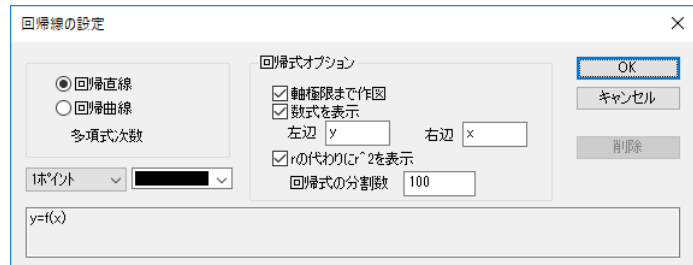 回帰線の設定
回帰直線
回帰曲線
多項式次数
1ポイント
回帰式オプション
軸極限まで作図
数式を表示
左辺 y 右辺 x
rの代わりにr^2を表示
回帰式の分割数 100
OK
キャンセル
削除
y=f(x)